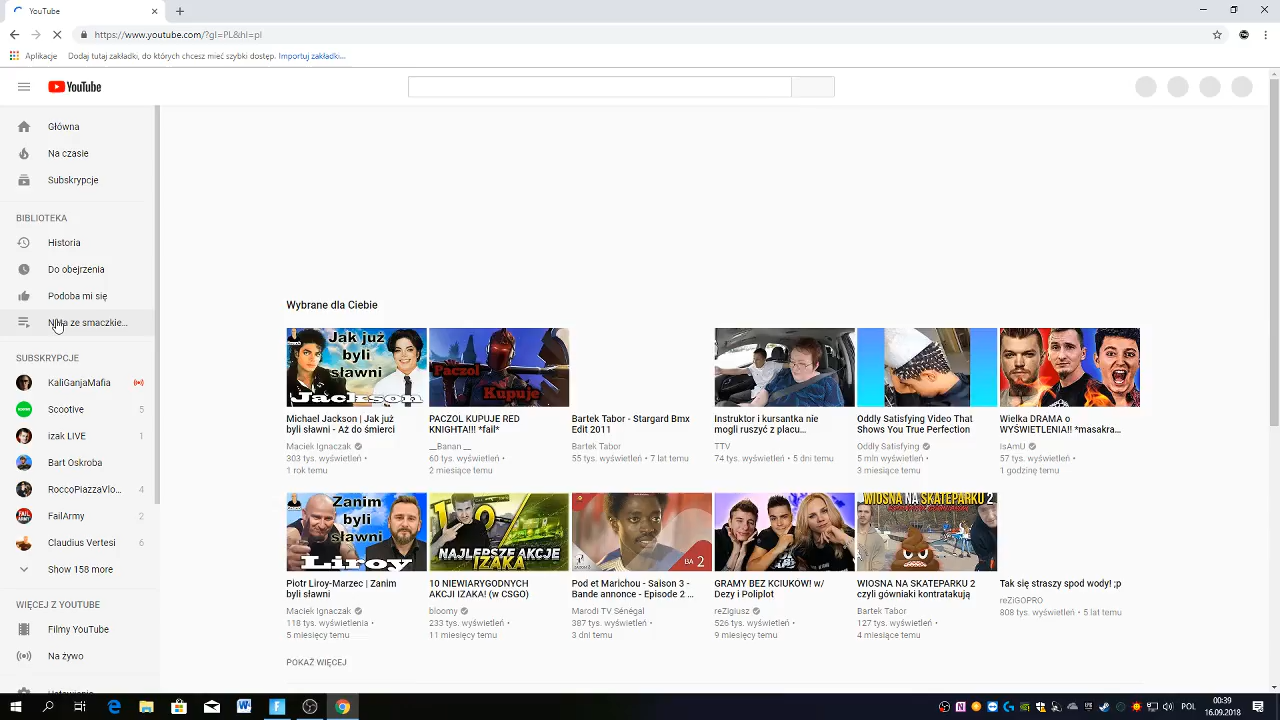 YouTube
https://www.youtube.com/?gl=PL&hl=pl
Aplikacje Dodaj tutaj zakładki, do których chcesz mieć szybki dostęp. Importuj zakładki...
YouTube
Główna
Na czasie
Subskrypcje
BIBLIOTEKA
Historia
Do obejrzenia
Podoba mi się
ze smaczkie...
SUBSKRYPCJE
KaliGanjaMafia
Scootive 5
izak LIVE 1
Bart Oskroba
RoccoPiazzaVlo... 4
FailArmy 2
Claudius Vertesi 6
Show 158 more
WIĘCEJ Z YOUTUBE
Filmy YouTube
Na żywo
Ustawienia
Wybrane dla Ciebie
Jak już
byli
sławni
Jackson
Paczol
Kupuje
Michael Jackson | Jak już
byli sławni - Aż do śmierci
Maciek Ignaczak
303 tys. wyświetleń •
1 rok temu
PACZOL KUPUJE RED
KNIGHTA!!! *fail*
__Banan__
60 tys. wyświetleń •
2 miesiące temu
Bartek Tabor - Stargard Bmx
Edit 2011
Bartek Tabor
55 tys. wyświetleń • 7 lat temu
Instruktor i kursantka nie
mogli ruszyć z placu...
TTV
74 tys. wyświetleń • 5 dni temu
Oddly Satisfying Video That
Shows You True Perfection
Oddly Satisfying
5 mln wyświetleń •
3 miesiące temu
Wielka DRAMA o
WYŚWIETLENIA!! *masakra...
IsAmU
57 tys. wyświetleń •
1 godzinę temu
Zanim
byli
sławni
Liroy
10
NAJLEPSZE AKCJE
IZAKA!
BA 2
WIOSNA NA SKATEPARKU 2
Piotr Liroy-Marzec | Zanim
byli sławni
Maciek Ignaczak
118 tys. wyświetlenia •
5 miesięcy temu
10 NIEWIARYGODNYCH
AKCJI IZAKA! (w CSGO)
bloomy
233 tys. wyświetleń •
11 miesięcy temu
Pod et Marichou - Saison 3 -
Bande annonce - Episode 2 ...
Marodi TV Sénégal
387 tys. wyświetleń •
3 dni temu
GRAMY BEZ KCIUKOW! w/
Dezy i Poliplot
reZigiusz
526 tys. wyświetleń •
9 miesięcy temu
WIOSNA NA SKATEPARKU 2
czyli gówniaki kontratakują
Bartek Tabor
127 tys. wyświetleń •
4 miesiące temu
Tak się straszy spod wody! ;p
reZiGOPRO
808 tys. wyświetleń • 5 lat temu
POKAŻ WIĘCEJ
POL
00:39
16.09.2018